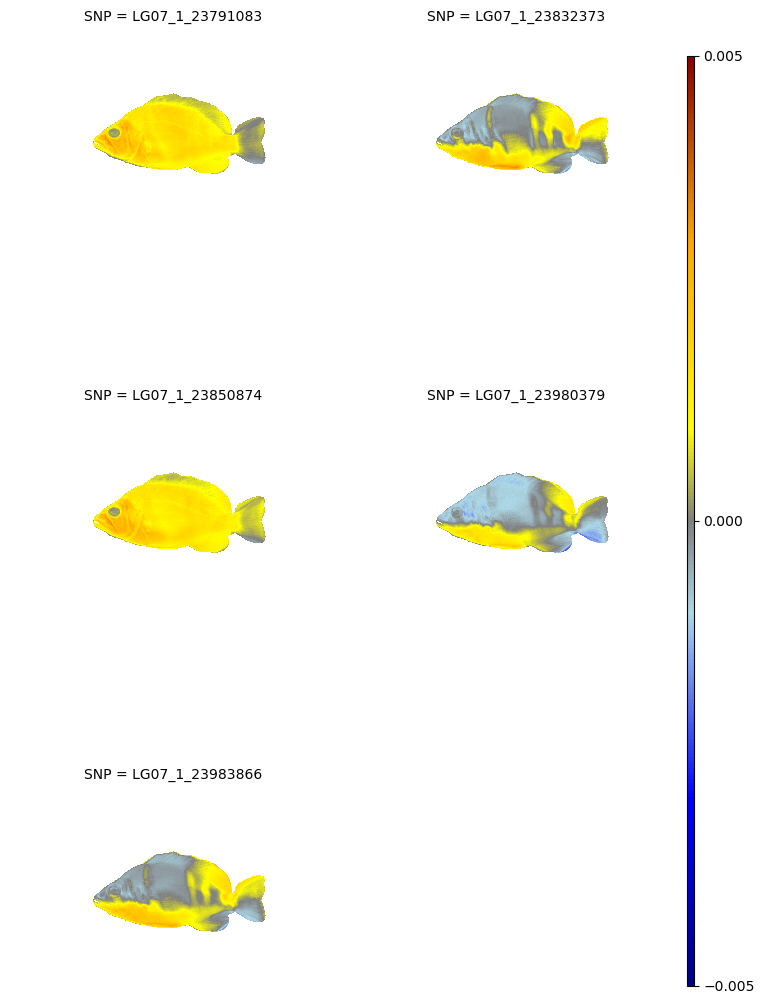 SNP = LG07_1_23791083
SNP = LG07_1_23832373
0.005
SNP = LG07_1_23850874
SNP = LG07_1_23980379
0.000
SNP = LG07_1_23983866
−0.005